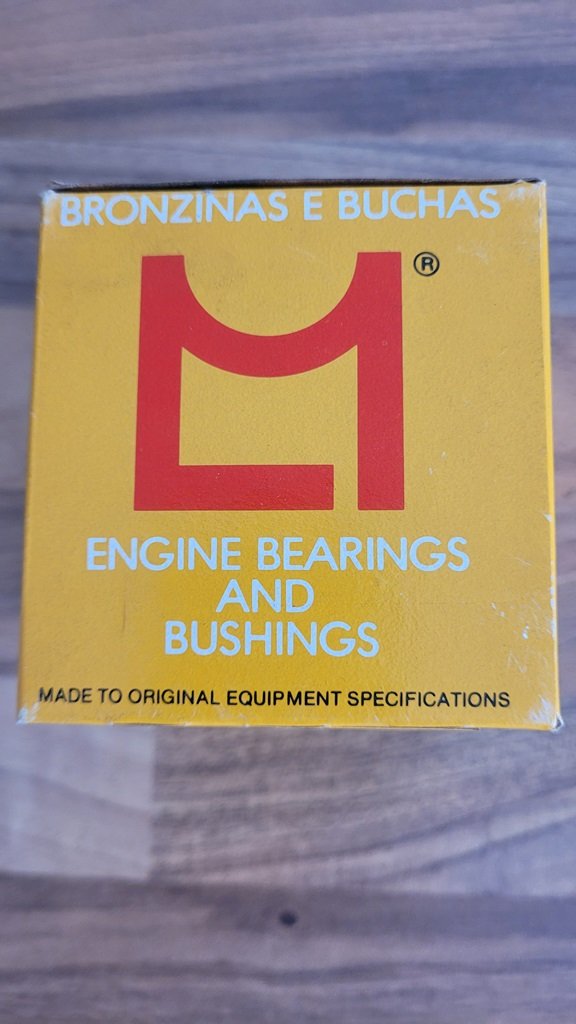 BRONZINAS E BUCHAS
®
ENGINE BEARINGS
AND
BUSHINGS
MADE TO ORIGINAL EQUIPMENT SPECIFICATIONS